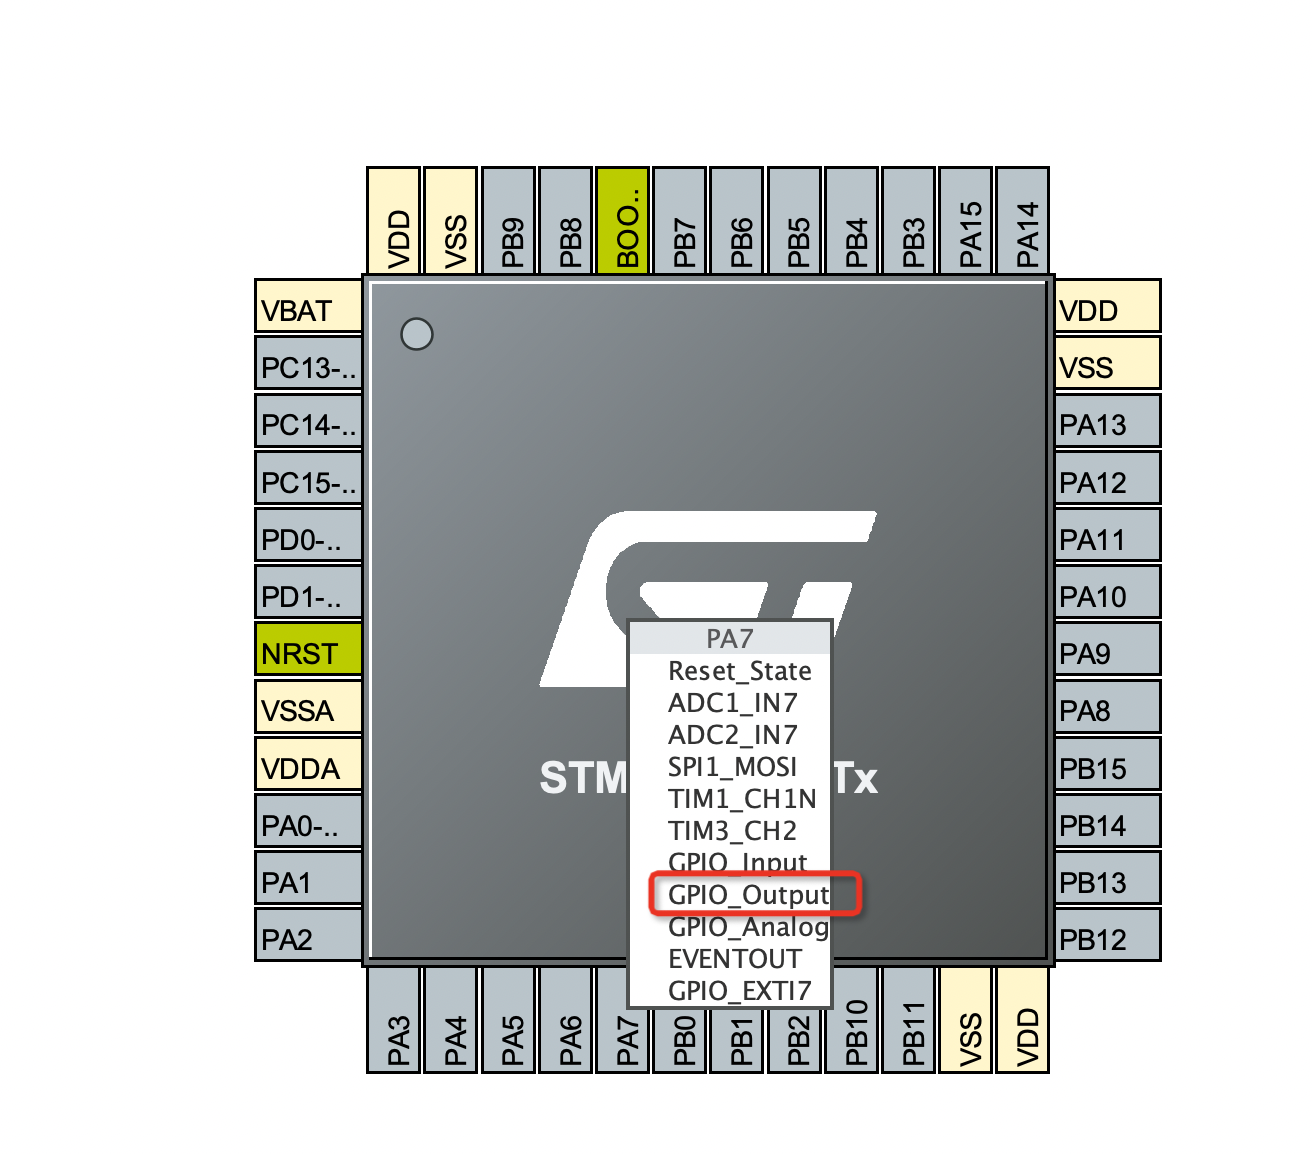 VDD
VSS
PB9
PB8
BOO..
PB7
PB6
PB5
PB4
PB3
PA15
PA14
VBAT
PC13-..
PC14-..
PC15-..
PD0-..
PD1-..
NRST
VSSA
VDDA
PA0-..
PA1
PA2
VDD
VSS
PA13
PA12
PA11
PA10
PA9
PA8
PB15
PB14
PB13
PB12
STM
Tx
PA7
Reset_State
ADC1_IN7
ADC2_IN7
SPI1_MOSI
TIM1_CH1N
TIM3_CH2
GPIO_Input
GPIO_Output
GPIO_Analog
EVENTOUT
GPIO_EXTI7
PA3
PA4
PA5
PA6
PA7
PB0
PB1
PB2
PB10
PB11
VSS
VDD